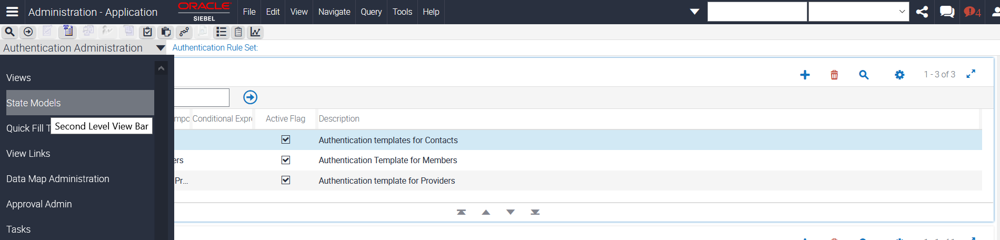 Administration - Application
ORACLE
SIEBEL
File Edit View Navigate Query Tools Help
4
Authentication Administration
Authentication Rule Set:
Views
1 - 3 of 3
State Models
Second Level View Bar
Quick Fill T
Conditional Expr
Active Flag
Description
Authentication templates for Contacts
View Links
ers
Authentication Template for Members
Data Map Administration
Pr...
Authentication template for Providers
Approval Admin
Tasks